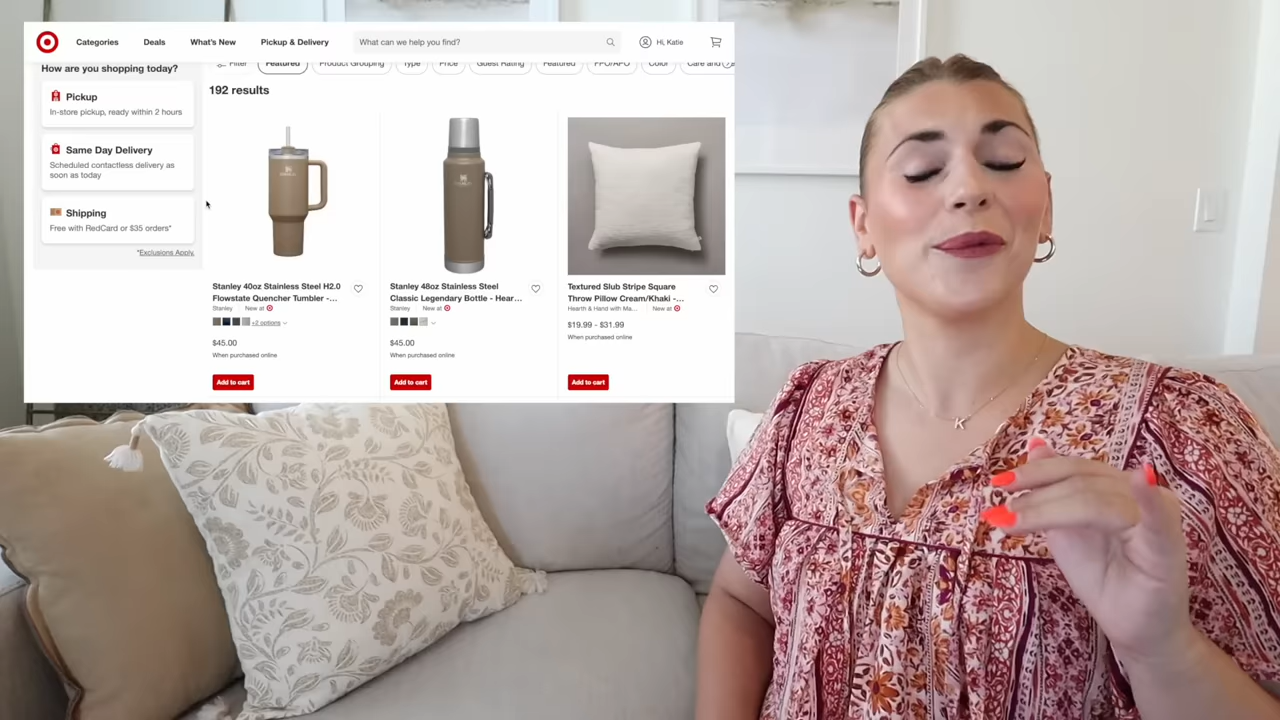 Categories
Deals
What's New
Pickup & Delivery
What can we help you find?
Hi, Katie
How are you shopping today?
Filter
Featured
Product Grouping
Type
Price
Guest Rating
Featured
FPO/APO
Color
Care and
192 results
Pickup
In-store pickup, ready within 2 hours
Same Day Delivery
Scheduled contactless delivery as
soon as today
Shipping
Free with RedCard or $35 orders*
*Exclusions Apply.
Stanley 40oz Stainless Steel H2.0
Flowstate Quencher Tumbler -...
Stanley New at
+2 options
$45.00
When purchased online
Add to cart
Stanley 48oz Stainless Steel
Classic Legendary Bottle - Hear...
Stanley New at
$45.00
When purchased online
Add to cart
Textured Slub Stripe Square
Throw Pillow Cream/Khaki -...
Hearth & Hand with Ma... New at
$19.99 - $31.99
When purchased online
Add to cart
K